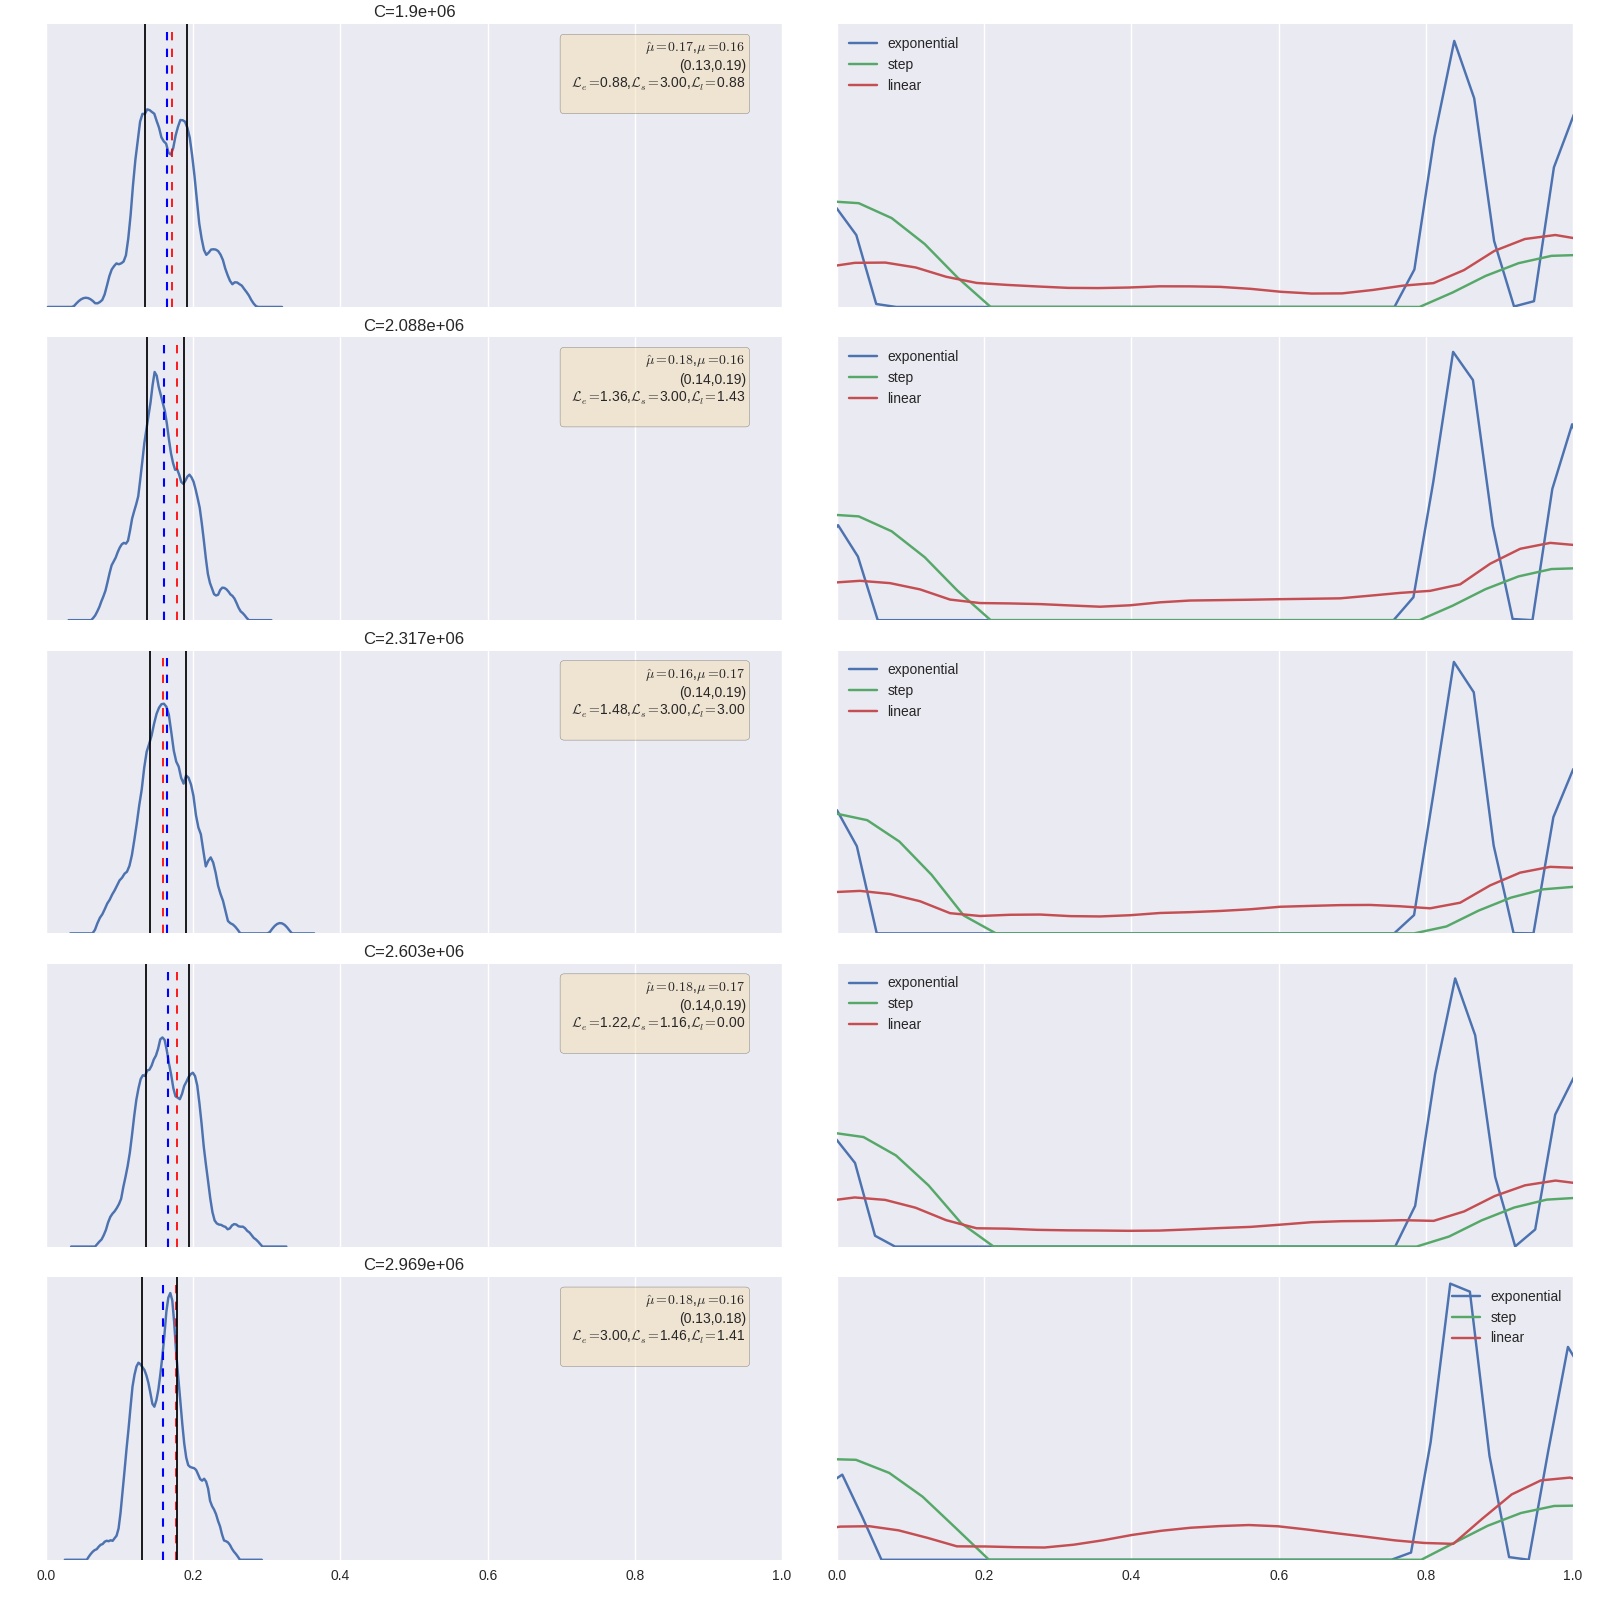 C=1.9e+06
μ̂=0.17,μ=0.16
(0.13,0.19)
ℒₑ=0.88,ℒₛ=3.00,ℒₗ=0.88
exponential
step
linear
C=2.088e+06
μ̂=0.18,μ=0.16
(0.14,0.19)
ℒₑ=1.36,ℒₛ=3.00,ℒₗ=1.43
exponential
step
linear
C=2.317e+06
μ̂=0.16,μ=0.17
(0.14,0.19)
ℒₑ=1.48,ℒₛ=3.00,ℒₗ=3.00
exponential
step
linear
C=2.603e+06
μ̂=0.18,μ=0.17
(0.14,0.19)
ℒₑ=1.22,ℒₛ=1.16,ℒₗ=0.00
exponential
step
linear
C=2.969e+06
μ̂=0.18,μ=0.16
(0.13,0.18)
ℒₑ=3.00,ℒₛ=1.46,ℒₗ=1.41
exponential
step
linear
0.0 0.2 0.4 0.6 0.8 1.0
0.0 0.2 0.4 0.6 0.8 1.0